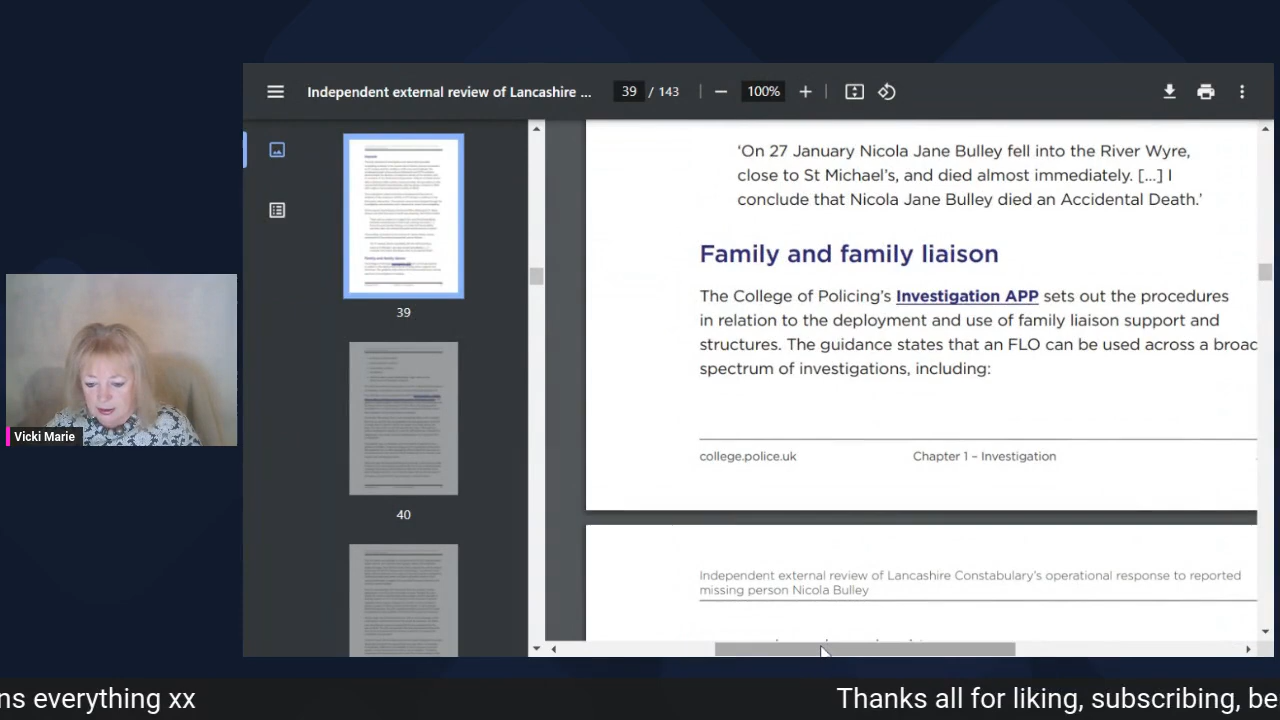 Independent external review of Lancashire ...
39 / 143
100%
'On 27 January Nicola Jane Bulley fell into the River Wyre,
close to St Michael's, and died almost immediately. [...] I
conclude that Nicola Jane Bulley died an Accidental Death.'
Family and family liaison
The College of Policing's Investigation APP sets out the procedures
in relation to the deployment and use of family liaison support and
structures. The guidance states that an FLO can be used across a broad
spectrum of investigations, including:
college.police.uk
Chapter 1 – Investigation
Independent external review of Lancashire Constabulary's operational response to reported
missing person Nicola Bulley
39
40
Vicki Marie
ns everything xx
Thanks all for liking, subscribing, be